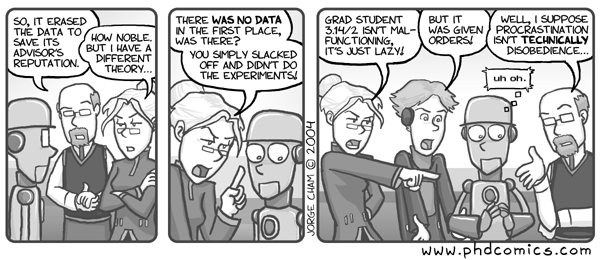 SO, IT ERASED
THE DATA TO
SAVE ITS
ADVISOR'S
REPUTATION.
HOW NOBLE.
BUT I HAVE A
DIFFERENT
THEORY...
THERE WAS NO DATA
IN THE FIRST PLACE,
WAS THERE?
YOU SIMPLY SLACKED
OFF AND DIDN'T DO
THE EXPERIMENTS!
JORGE CHAM © 2004
GRAD STUDENT
3.14/2 ISN'T MAL-
FUNCTIONING,
IT'S JUST LAZY!
BUT IT
WAS GIVEN
ORDERS!
uh oh.
WELL, I SUPPOSE
PROCRASTINATION
ISN'T TECHNICALLY
DISOBEDIENCE...
www.phdcomics.com